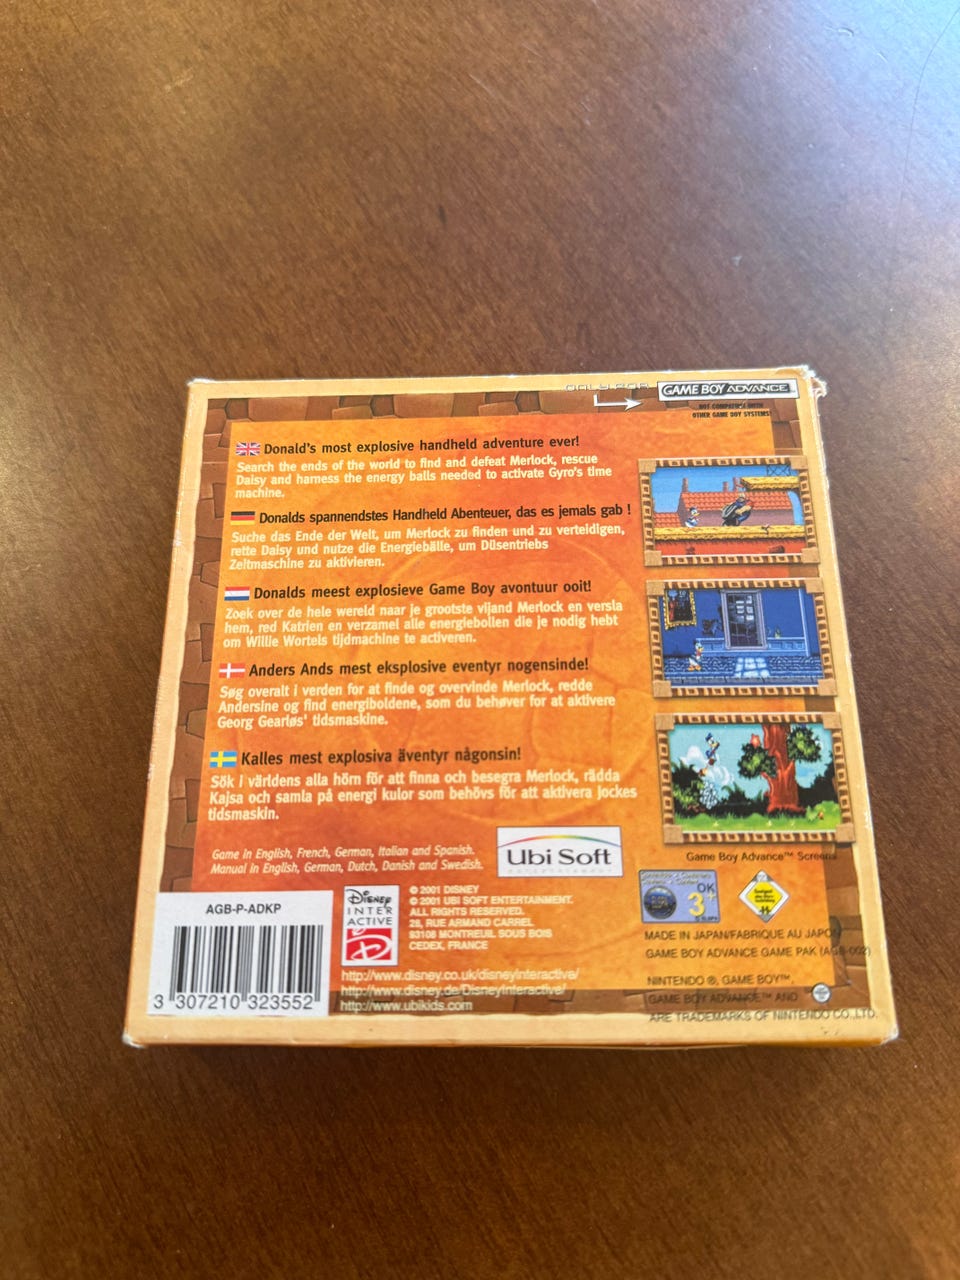 ONLY FOR
GAME BOY ADVANCE
NOT COMPATIBLE WITH
OTHER GAME BOY SYSTEMS
Donald's most explosive handheld adventure ever!
Search the ends of the world to find and defeat Merlock, rescue
Daisy and harness the energy balls needed to activate Gyro's time
machine.
Donalds spannendstes Handheld Abenteuer, das es jemals gab !
Suche das Ende der Welt, um Merlock zu finden und zu verteidigen,
rette Daisy und nutze die Energiebälle, um Düsentriebs
Zeitmaschine zu aktivieren.
Donalds meest explosieve Game Boy avontuur ooit!
Zoek over de hele wereld naar je grootste vijand Merlock en versla
hem, red Katrien en verzamel alle energiebollen die je nodig hebt
om Willie Wortels tijdmachine te activeren.
Anders Ands mest eksplosive eventyr nogensinde!
Søg overalt i verden for at finde og overvinde Merlock, redde
Andersine og find energiboldene, som du behøver for at aktivere
Georg Gearløs' tidsmaskine.
Kalles mest explosiva äventyr någonsin!
Sök i världens alla hörn för att finna och besegra Merlock, rädda
Kajsa och samla på energi kulor som behövs för att aktivera Jockes
tidsmaskin.
Game in English, French, German, Italian and Spanish.
Manual in English, German, Dutch, Danish and Swedish.
Ubi Soft
ENTERTAINMENT
Game Boy Advance™ Screens
AGB-P-ADKP
3 307210 323552
DISNEY
INTER
ACTIVE
© 2001 DISNEY
© 2001 UBI SOFT ENTERTAINMENT.
ALL RIGHTS RESERVED.
28, RUE ARMAND CARREL
93108 MONTREUIL SOUS BOIS
CEDEX, FRANCE
http://www.disney.co.uk/disneyinteractive/
http://www.disney.de/DisneyInteractive/
http://www.ubikids.com
OK
3+
MADE IN JAPAN/FABRIQUE AU JAPON
GAME BOY ADVANCE GAME PAK (AGB-002)
NINTENDO ®, GAME BOY™,
GAME BOY ADVANCE™ AND
ARE TRADEMARKS OF NINTENDO CO., LTD.